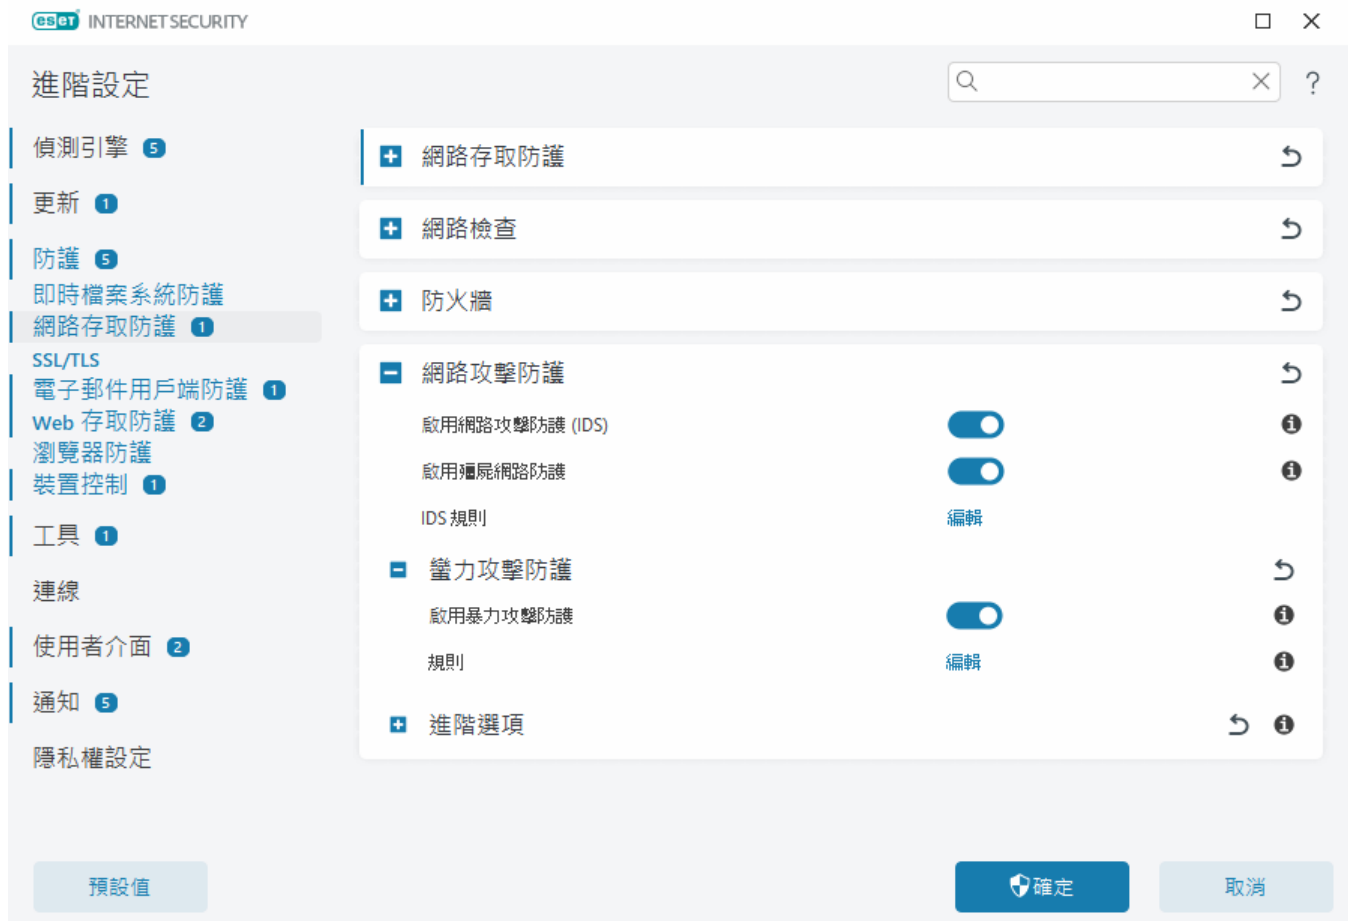 eset INTERNET SECURITY
進階設定
?
偵測引擎 5
更新 1
防護 5
即時檔案系統防護
網路存取防護 1
SSL/TLS
電子郵件用戶端防護 1
Web 存取防護 2
瀏覽器防護
裝置控制 1
工具 1
連線
使用者介面 2
通知 5
隱私權設定
網路存取防護
網路檢查
防火牆
網路攻擊防護
啟用網路攻擊防護 (IDS)
啟用殭屍網路防護
IDS 規則 編輯
蠻力攻擊防護
啟用暴力攻擊防護
規則 編輯
進階選項
預設值
確定
取消